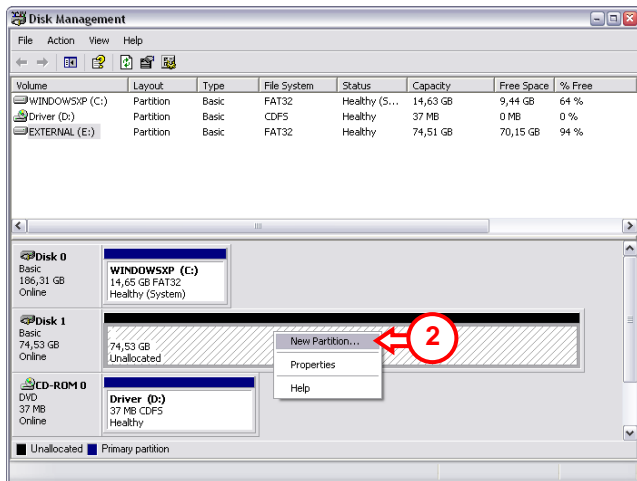 Disk Management
File Action View Help
Volume Layout Type File System Status Capacity Free Space % Free
WINDOWSXP (C:) Partition Basic FAT32 Healthy (S... 14,63 GB 9,44 GB 64 %
Driver (D:) Partition Basic CDFS Healthy 37 MB 0 MB 0 %
EXTERNAL (E:) Partition Basic FAT32 Healthy 74,51 GB 70,15 GB 94 %
Disk 0
Basic
186,31 GB
Online
WINDOWSXP (C:)
14,65 GB FAT32
Healthy (System)
Disk 1
Basic
74,53 GB
Online
74,53 GB
Unallocated
New Partition...
Properties
Help
2
CD-ROM 0
DVD
37 MB
Online
Driver (D:)
37 MB CDFS
Healthy
Unallocated Primary partition